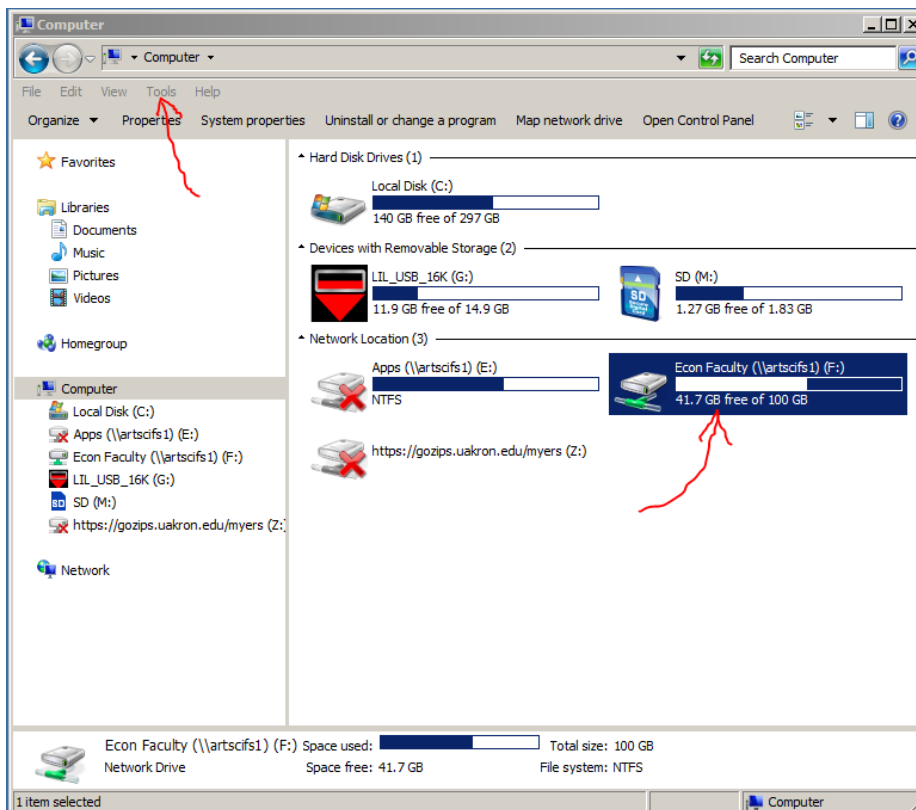 Computer
Computer
Search Computer
File Edit View Tools Help
Organize Properties System properties Uninstall or change a program Map network drive Open Control Panel
Favorites
Libraries
Documents
Music
Pictures
Videos
Homegroup
Computer
Local Disk (C:)
Apps (\\artscifs1) (E:)
Econ Faculty (\\artscifs1) (F:)
LIL_USB_16K (G:)
SD (M:)
https://gozips.uakron.edu/myers (Z:
Network
Hard Disk Drives (1)
Local Disk (C:)
140 GB free of 297 GB
Devices with Removable Storage (2)
LIL_USB_16K (G:)
11.9 GB free of 14.9 GB
SD
SD (M:)
1.27 GB free of 1.83 GB
Network Location (3)
Apps (\\artscifs1) (E:)
NTFS
Econ Faculty (\\artscifs1) (F:)
41.7 GB free of 100 GB
https://gozips.uakron.edu/myers (Z:)
Econ Faculty (\\artscifs1) (F:) Space used: Total size: 100 GB
Network Drive Space free: 41.7 GB File system: NTFS
1 item selected Computer